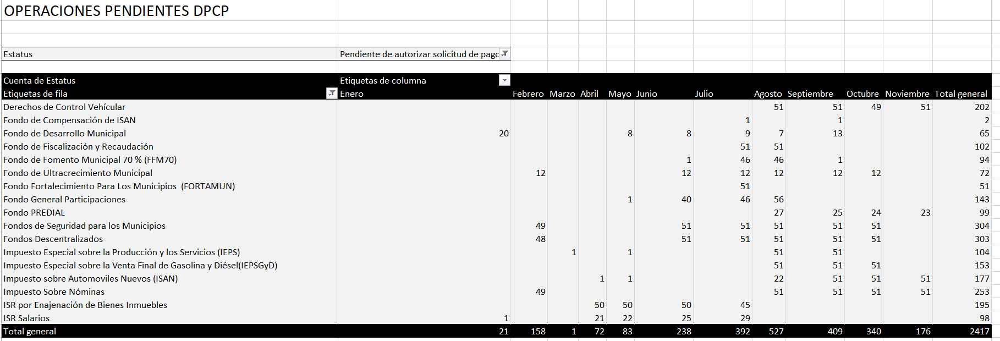 OPERACIONES PENDIENTES DPCP
Estatus Pendiente de autorizar solicitud de pago
Cuenta de Estatus Etiquetas de columna
Etiquetas de fila Enero Febrero Marzo Abril Mayo Junio Julio Agosto Septiembre Octubre Noviembre Total general
Derechos de Control Vehícular 51 51 49 51 202
Fondo de Compensación de ISAN 1 1 2
Fondo de Desarrollo Municipal 20 8 8 9 7 13 65
Fondo de Fiscalización y Recaudación 51 51 102
Fondo de Fomento Municipal 70 % (FFM70) 1 46 46 1 94
Fondo de Ultracrecimiento Municipal 12 12 12 12 12 12 72
Fondo Fortalecimiento Para Los Municipios (FORTAMUN) 51 51
Fondo General Participaciones 1 40 46 56 143
Fondo PREDIAL 27 25 24 23 99
Fondos de Seguridad para los Municipios 49 51 51 51 51 51 304
Fondos Descentralizados 48 51 51 51 51 51 303
Impuesto Especial sobre la Producción y los Servicios (IEPS) 1 1 51 51 104
Impuesto Especial sobre la Venta Final de Gasolina y Diésel(IEPSGyD) 51 51 51 153
Impuesto sobre Automoviles Nuevos (ISAN) 1 1 22 51 51 51 177
Impuesto Sobre Nóminas 49 51 51 51 51 253
ISR por Enajenación de Bienes Inmuebles 50 50 50 45 195
ISR Salarios 1 21 22 25 29 98
Total general 21 158 1 72 83 238 392 527 409 340 176 2417